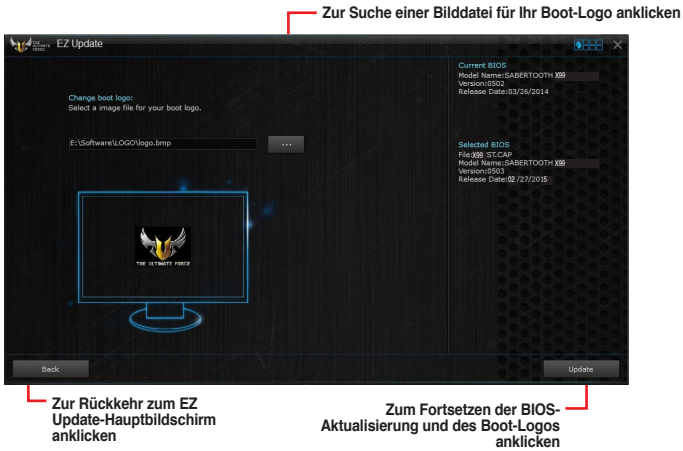 Zur Suche einer Bilddatei für Ihr Boot-Logo anklicken
THE ULTIMATE FORCE
EZ Update
Change boot logo:
Select a image file for your boot logo.
E:\Software\LOGO\logo.bmp
...
THE ULTIMATE FORCE
Current BIOS
Model Name:SABERTOOTH X99
Version:0502
Release Date:03/26/2014
Selected BIOS
File:X99 ST.CAP
Model Name:SABERTOOTH X99
Version:0503
Release Date:02 /27/2015
Back
Update
Zur Rückkehr zum EZ
Update-Hauptbildschirm
anklicken
Zum Fortsetzen der BIOS-
Aktualisierung und des Boot-Logos
anklicken